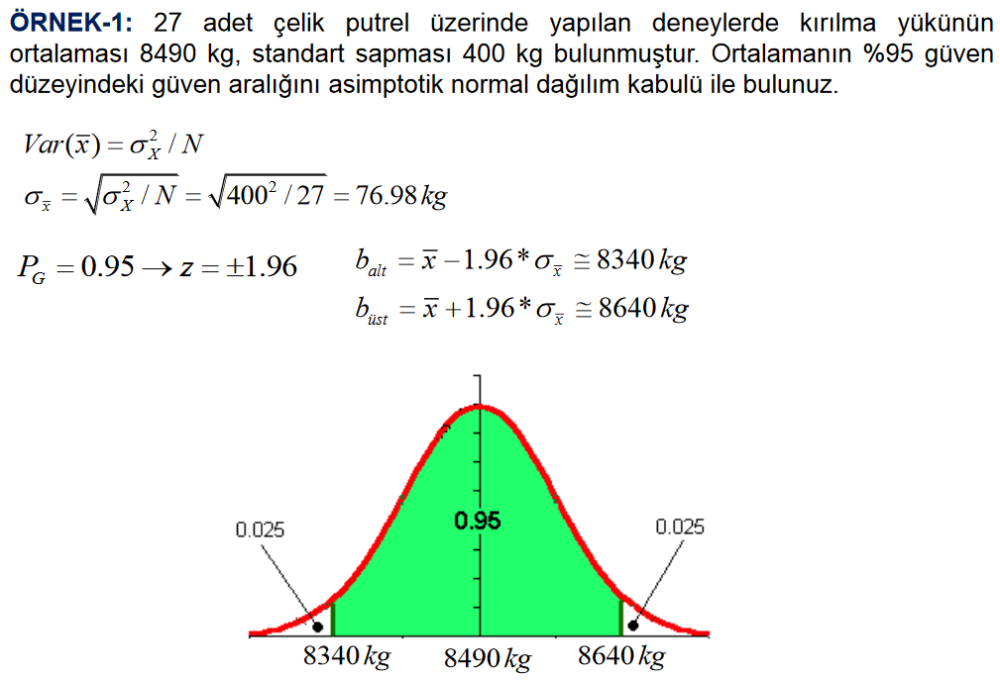 ÖRNEK-1: 27 adet çelik putrel üzerinde yapılan deneylerde kırılma yükünün
ortalaması 8490 kg, standart sapması 400 kg bulunmuştur. Ortalamanın %95 güven
düzeyindeki güven aralığını asimptotik normal dağılım kabulü ile bulunuz.
Var(x̄) = σ²_X / N
σ_x̄ = √(σ²_X / N) = √(400² / 27) = 76.98 kg
P_G = 0.95 → z = ±1.96
b_alt = x̄ − 1.96 * σ_x̄ ≅ 8340 kg
b_üst = x̄ + 1.96 * σ_x̄ ≅ 8640 kg
0.025 0.95 0.025
8340 kg 8490 kg 8640 kg